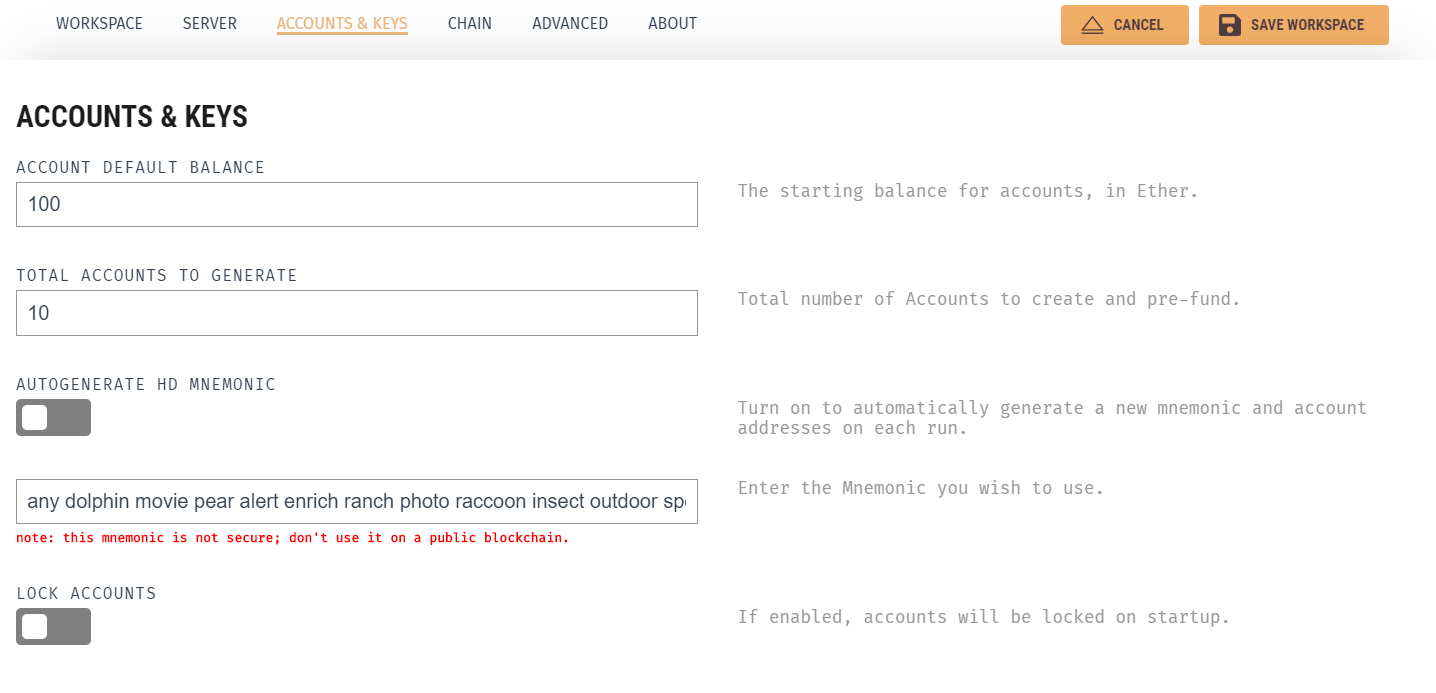 WORKSPACE SERVER ACCOUNTS & KEYS CHAIN ADVANCED ABOUT CANCEL SAVE WORKSPACE
ACCOUNTS & KEYS
ACCOUNT DEFAULT BALANCE
100
The starting balance for accounts, in Ether.
TOTAL ACCOUNTS TO GENERATE
10
Total number of Accounts to create and pre-fund.
AUTOGENERATE HD MNEMONIC
Turn on to automatically generate a new mnemonic and account
addresses on each run.
any dolphin movie pear alert enrich ranch photo raccoon insect outdoor
Enter the Mnemonic you wish to use.
note: this mnemonic is not secure; don't use it on a public blockchain.
LOCK ACCOUNTS
If enabled, accounts will be locked on startup.